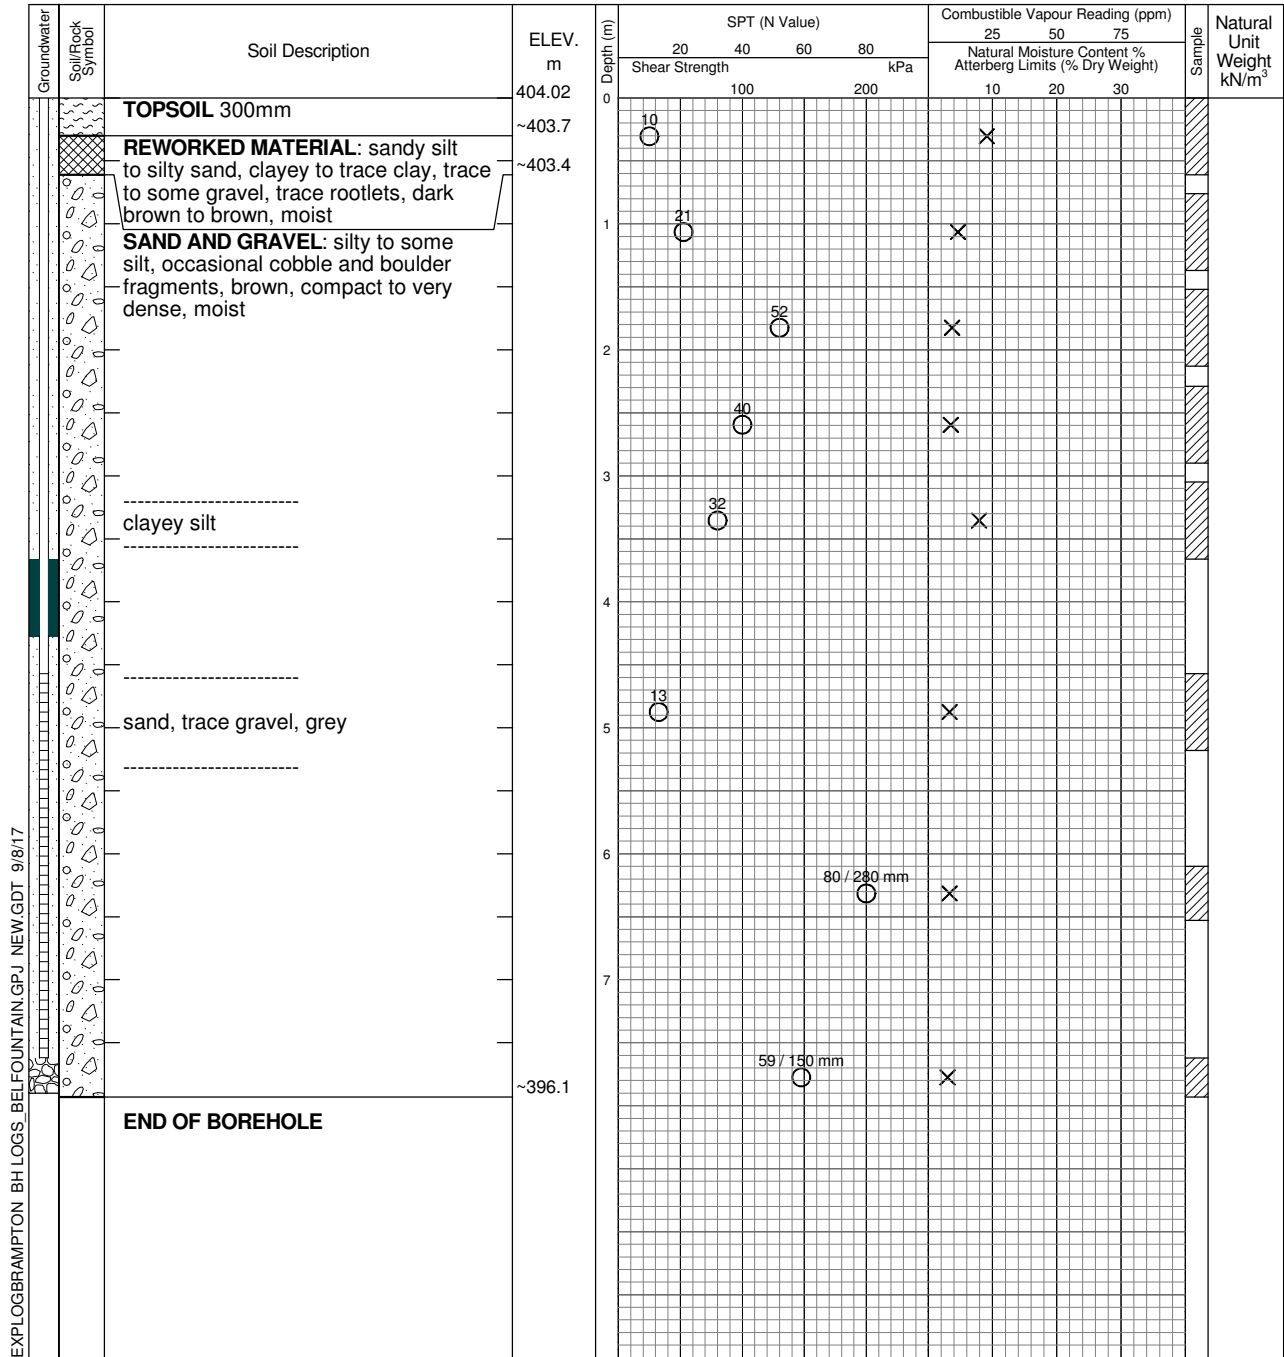 Groundwater
Soil/Rock
Symbol
Soil Description
ELEV.
m
Depth (m)
SPT (N Value)
20 40 60 80
Shear Strength kPa
100 200
Combustible Vapour Reading (ppm)
25 50 75
Natural Moisture Content %
Atterberg Limits (% Dry Weight)
10 20 30
Sample
Natural
Unit
Weight
kN/m³
404.02
0
TOPSOIL 300mm
~403.7
10
REWORKED MATERIAL: sandy silt
to silty sand, clayey to trace clay, trace
to some gravel, trace rootlets, dark
brown to brown, moist
~403.4
1
21
SAND AND GRAVEL: silty to some
silt, occasional cobble and boulder
fragments, brown, compact to very
dense, moist
52
2
40
3
32
-------------------------
clayey silt
-------------------------
4
-------------------------
13
sand, trace gravel, grey
5
-------------------------
6
80 / 280 mm
7
59 / 150 mm
~396.1
END OF BOREHOLE
EXPLOGBRAMPTON BH LOGS_BELFOUNTAIN.GPJ NEW.GDT 9/8/17